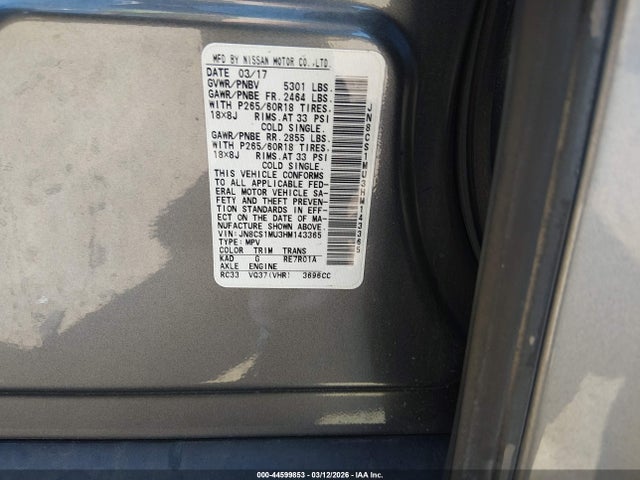 MFD BY NISSAN MOTOR CO.,LTD.
DATE 03/17
GVWR/PNBV 5301 LBS.
GAWR/PNBE FR. 2464 LBS.
WITH P265/60R18 TIRES.
18x8J RIMS.AT 33 PSI
COLD SINGLE.
GAWR/PNBE RR. 2855 LBS.
WITH P265/60R18 TIRES.
18x8J RIMS.AT 33 PSI
COLD SINGLE.
THIS VEHICLE CONFORMS
TO ALL APPLICABLE FED-
ERAL MOTOR VEHICLE SA-
FETY AND THEFT PREVEN-
TION STANDARDS IN EFF-
ECT ON THE DATE OF MA-
NUFACTURE SHOWN ABOVE.
VIN: JN8CS1MU3HM143365
TYPE: MPV
COLOR TRIM TRANS
KAD G RE7R01A
AXLE ENGINE
RC33 VQ37(VHR) 3696CC
JN8CS1MU3HM143365
000-44599853 - 03/12/2026 - IAA Inc.